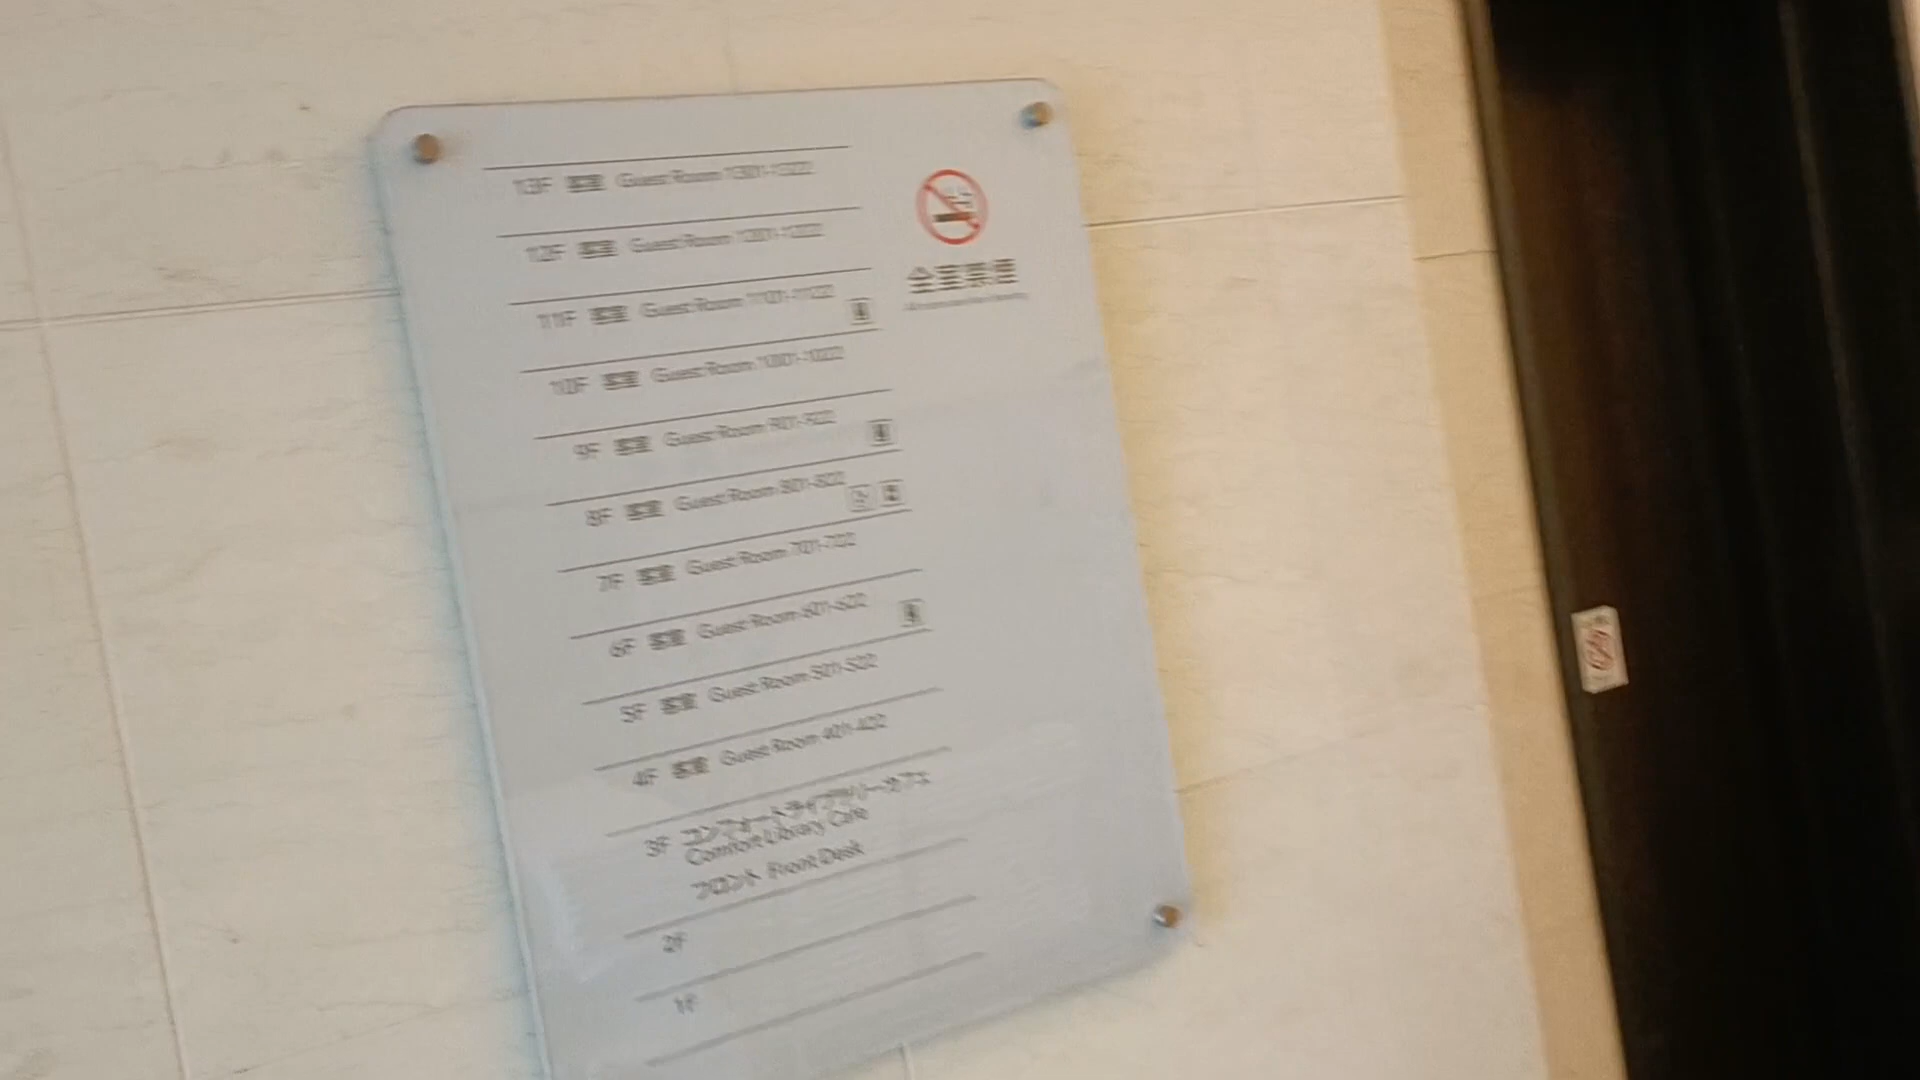 13F 客室 Guest Room 1301-1322
12F 客室 Guest Room 1201-1222
11F 客室 Guest Room 1101-1122
10F 客室 Guest Room 1001-1022
9F 客室 Guest Room 901-922
8F 客室 Guest Room 801-822
7F 客室 Guest Room 701-722
6F 客室 Guest Room 601-622
5F 客室 Guest Room 501-522
4F 客室 Guest Room 401-422
3F コンフォートライブラリーカフェ
Comfort Library Cafe
フロント Front Desk
2F
1F
全室禁煙